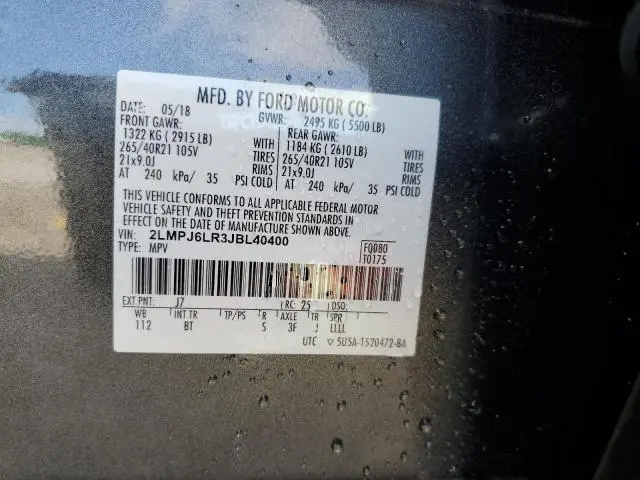 MFD. BY FORD MOTOR CO.
DATE: 05/18 GVWR: 2495 KG ( 5500 LB)
FRONT GAWR: REAR GAWR:
1322 KG ( 2915 LB) WITH 1184 KG ( 2610 LB) WITH
265/40R21 105V TIRES 265/40R21 105V TIRES
21x9.0J RIMS 21x9.0J RIMS
AT 240 kPa/ 35 PSI COLD AT 240 kPa/ 35 PSI COLD
THIS VEHICLE CONFORMS TO ALL APPLICABLE FEDERAL MOTOR
VEHICLE SAFETY AND THEFT PREVENTION STANDARDS IN
EFFECT ON THE DATE OF MANUFACTURE SHOWN ABOVE.
VIN: 2LMPJ6LR3JBL40400 F0080
TYPE: MPV T0175
EXT PNT: J7 RC: 25 DSO:
WB INT TR TP/PS R AXLE TR SPR
112 BT S 3F J LLLL
UTC ▽ 5U5A-1520472-BA